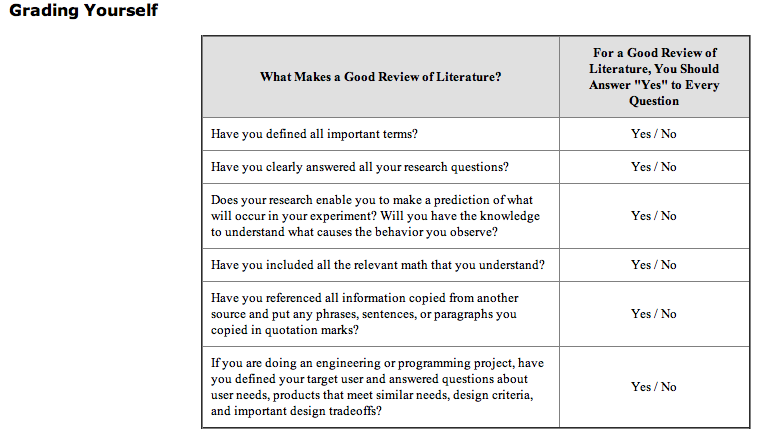 Grading Yourself
What Makes a Good Review of Literature?
For a Good Review of
Literature, You Should
Answer "Yes" to Every
Question
Have you defined all important terms?
Yes / No
Have you clearly answered all your research questions?
Yes / No
Does your research enable you to make a prediction of what
will occur in your experiment? Will you have the knowledge
to understand what causes the behavior you observe?
Yes / No
Have you included all the relevant math that you understand?
Yes / No
Have you referenced all information copied from another
source and put any phrases, sentences, or paragraphs you
copied in quotation marks?
Yes / No
If you are doing an engineering or programming project, have
you defined your target user and answered questions about
user needs, products that meet similar needs, design criteria,
and important design tradeoffs?
Yes / No